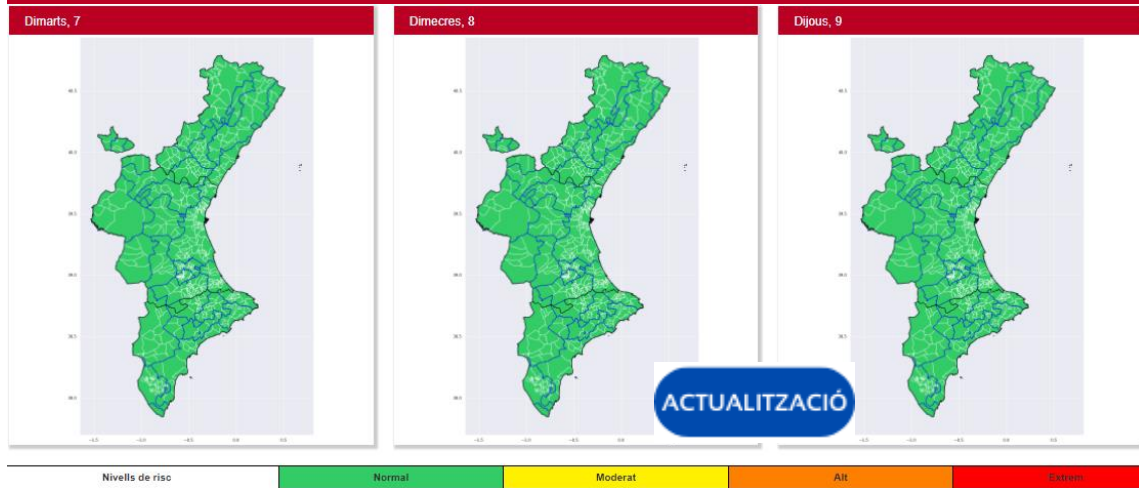 Dimarts, 7
Dimecres, 8
Dijous, 9
ACTUALITZACIÓ
Nivells de risc
Normal
Moderat
Alt
Extrem